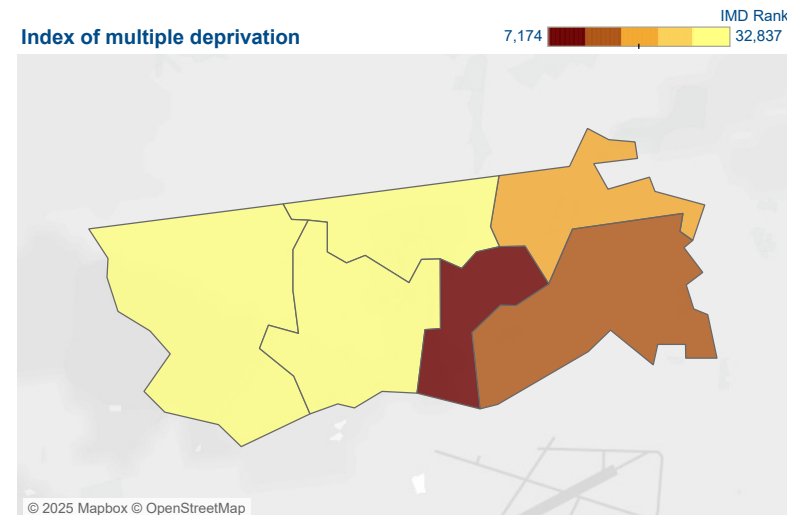 IMD Rank
Index of multiple deprivation
7,174
32,837
© 2025 Mapbox © OpenStreetMap